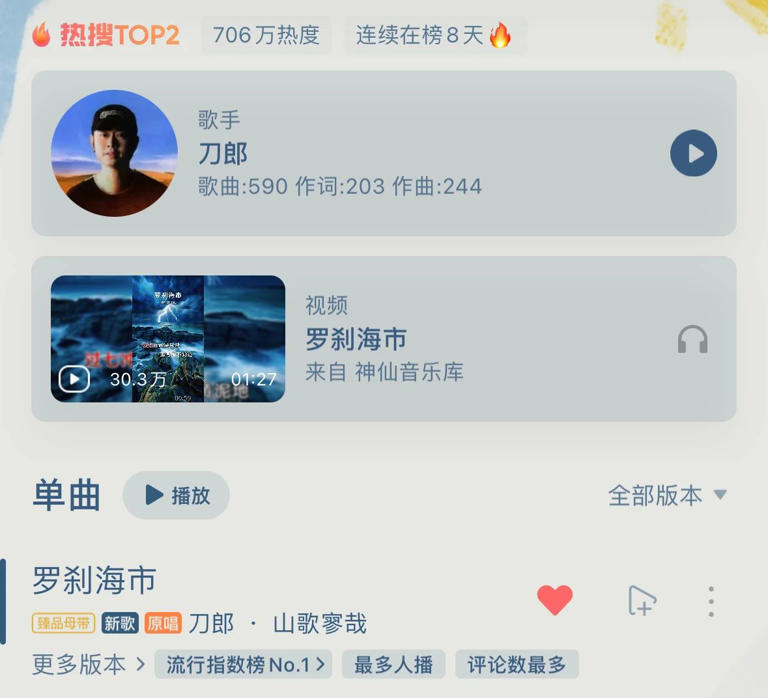 热搜TOP2 706万热度 连续在榜8天
歌手
刀郎
歌曲:590 作词:203 作曲:244
罗刹海市
视频
罗刹海市
来自 神仙音乐库
30.3万 01:27
00:59
单曲 播放 全部版本
罗刹海市
臻品母带 新歌 原唱 刀郎 · 山歌寥哉
更多版本 流行指数榜No.1 最多人播 评论数最多